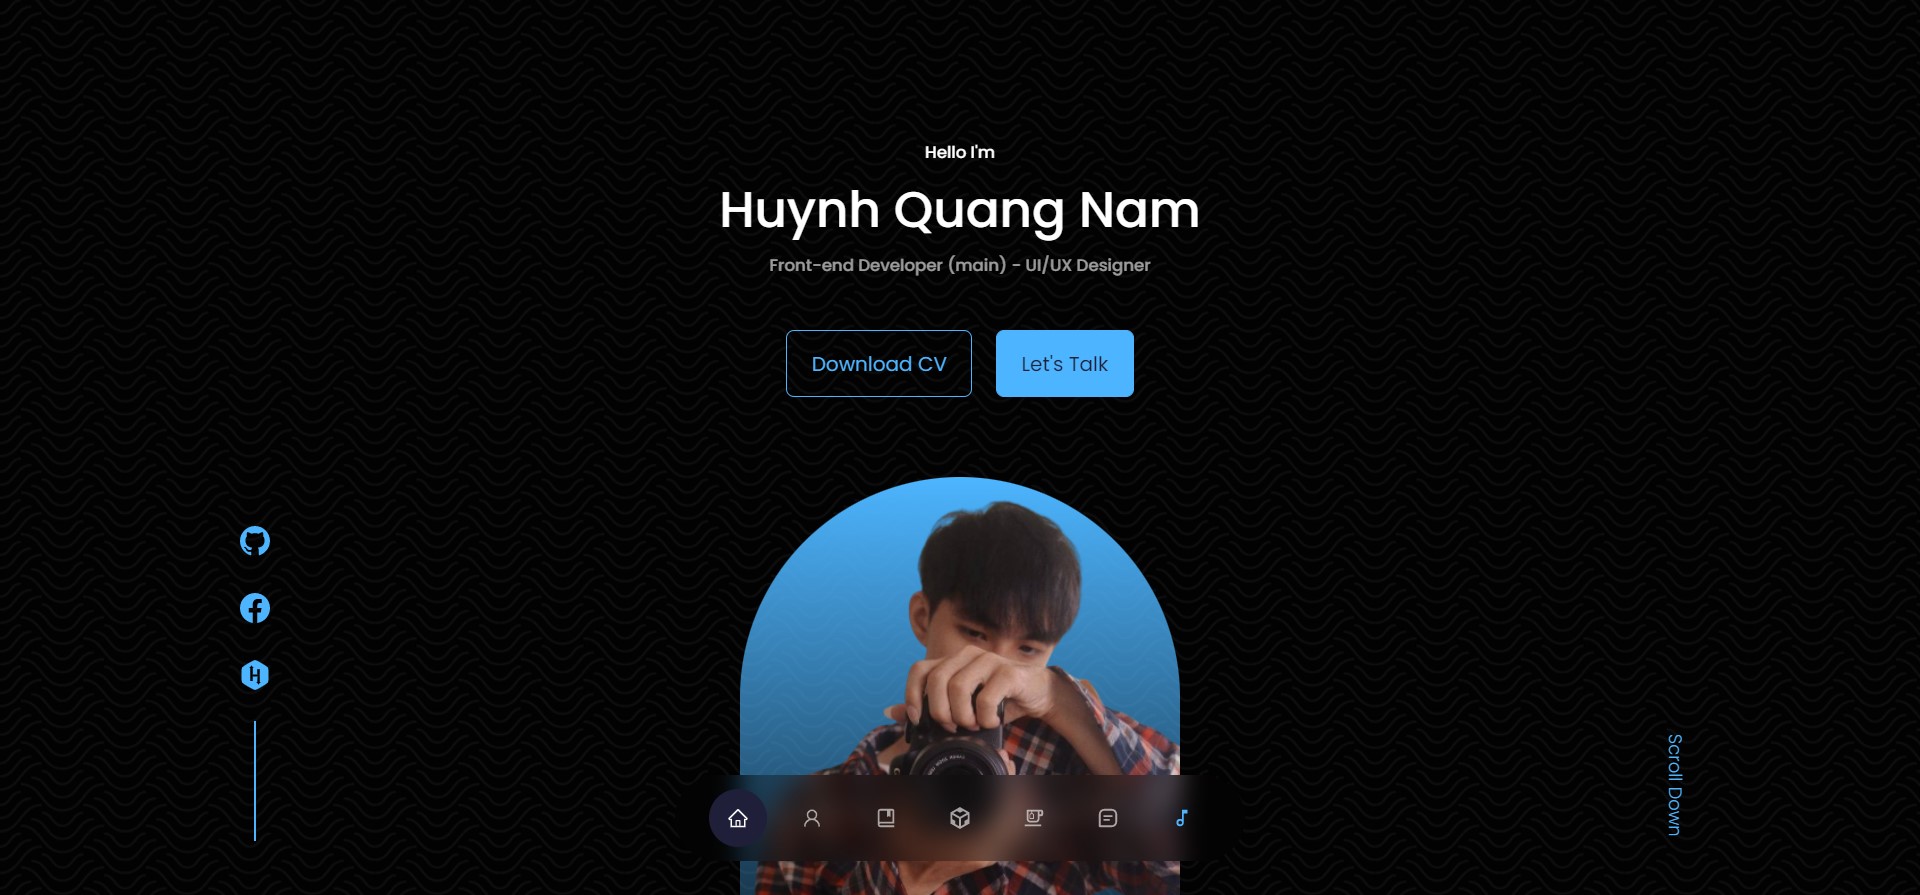 Hello I'm
Huynh Quang Nam
Front-end Developer (main) - UI/UX Designer
Download CV
Let's Talk
Scroll Down